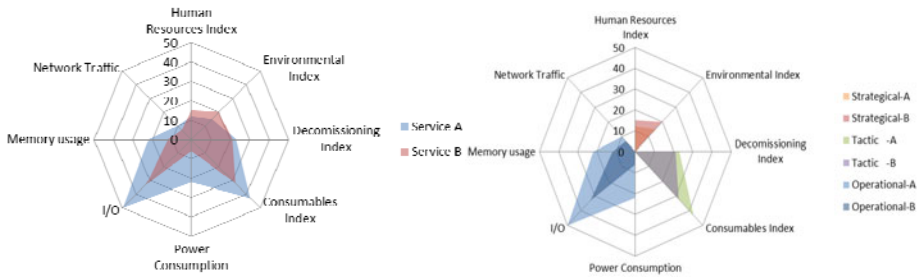 Human
Resources Index
50
40
30
20
10
0
Environmental
Index
Decomissioning
Index
Consumables
Index
Power
Consumption
I/O
Memory usage
Network Traffic
Service A
Service B
Human Resources
Index
50
40
30
20
10
0
Environmental Index
Decomissioning
Index
Consumables Index
Power Consumption
I/O
Memory usage
Network Traffic
Strategical-A
Strategical-B
Tactic -A
Tactic -B
Operational-A
Operational-B